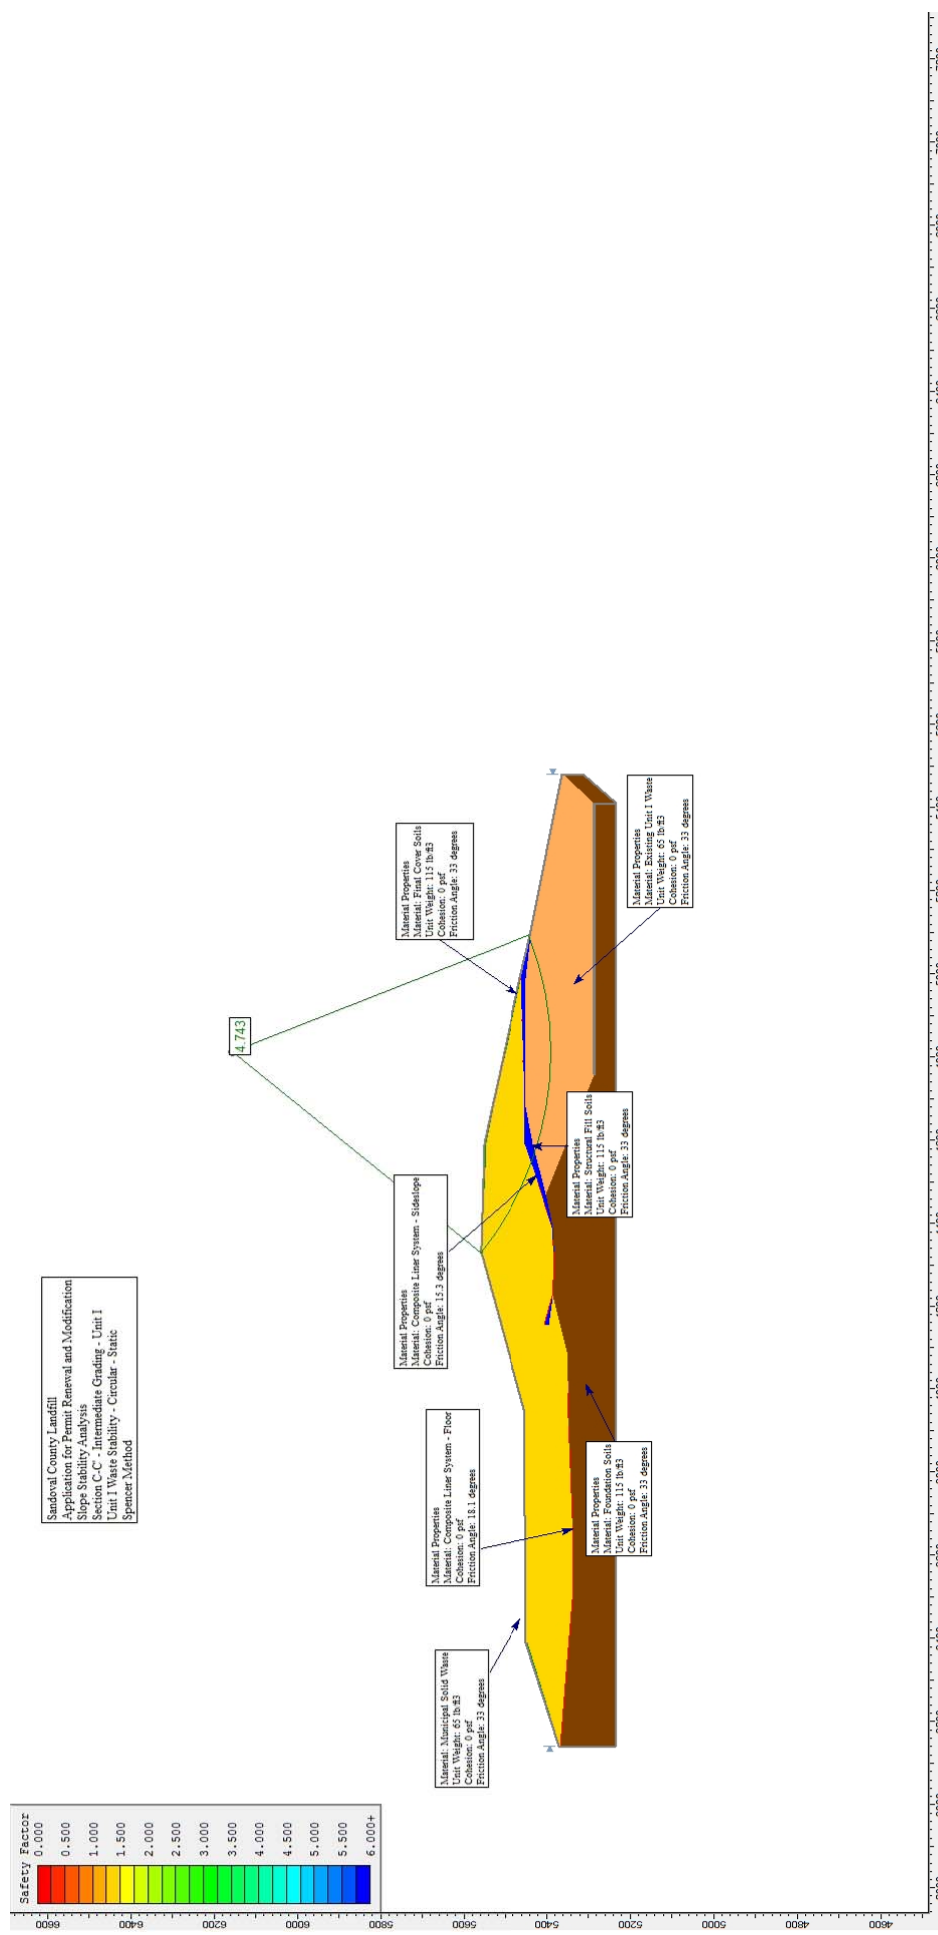 Safety Factor
0.000
0.500
1.000
1.500
2.000
2.500
3.000
3.500
4.000
4.500
5.000
5.500
6.000+
Sandoval County Landfill
Application for Permit Renewal and Modification
Slope Stability Analysis
Section C-C' - Intermediate Grading - Unit I
Unit I Waste Stability - Circular - Static
Spencer Method
4.743
Material Properties
Material: Municipal Solid Waste
Unit Weight: 65 lb/ft3
Cohesion: 0 psf
Friction Angle: 33 degrees
Material Properties
Material: Composite Liner System - Floor
Cohesion: 0 psf
Friction Angle: 18.1 degrees
Material Properties
Material: Composite Liner System - Sideslope
Cohesion: 0 psf
Friction Angle: 15.3 degrees
Material Properties
Material: Final Cover Soils
Unit Weight: 115 lb/ft3
Cohesion: 0 psf
Friction Angle: 33 degrees
Material Properties
Material: Foundation Soils
Unit Weight: 115 lb/ft3
Cohesion: 0 psf
Friction Angle: 33 degrees
Material Properties
Material: Structural Fill Soils
Unit Weight: 115 lb/ft3
Cohesion: 0 psf
Friction Angle: 33 degrees
Material Properties
Material: Existing Unit I Waste
Unit Weight: 65 lb/ft3
Cohesion: 0 psf
Friction Angle: 33 degrees
6600
6400
6200
6000
5800
5600
5400
5200
5000
4800
4600